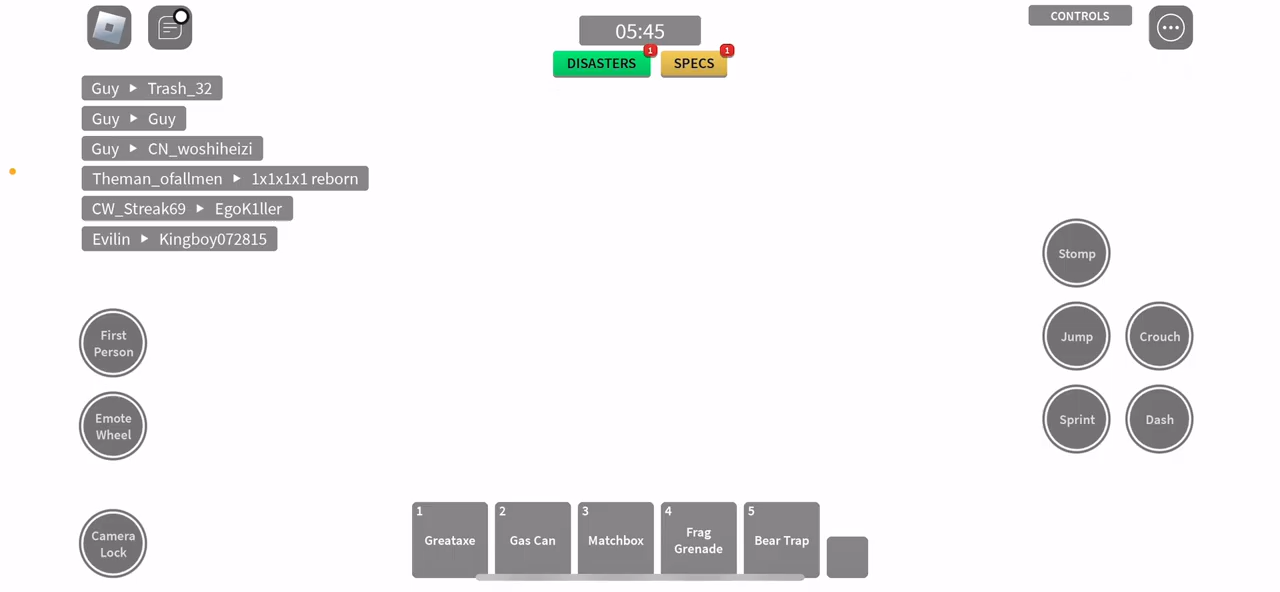 05:45
CONTROLS
DISASTERS 1
SPECS 1
Guy ▸ Trash_32
Guy ▸ Guy
Guy ▸ CN_woshiheizi
Theman_ofallmen ▸ 1x1x1x1 reborn
CW_Streak69 ▸ EgoK1ller
Evilin ▸ Kingboy072815
First
Person
Emote
Wheel
Camera
Lock
Stomp
Jump
Crouch
Sprint
Dash
1
Greataxe
2
Gas Can
3
Matchbox
4
Frag
Grenade
5
Bear Trap